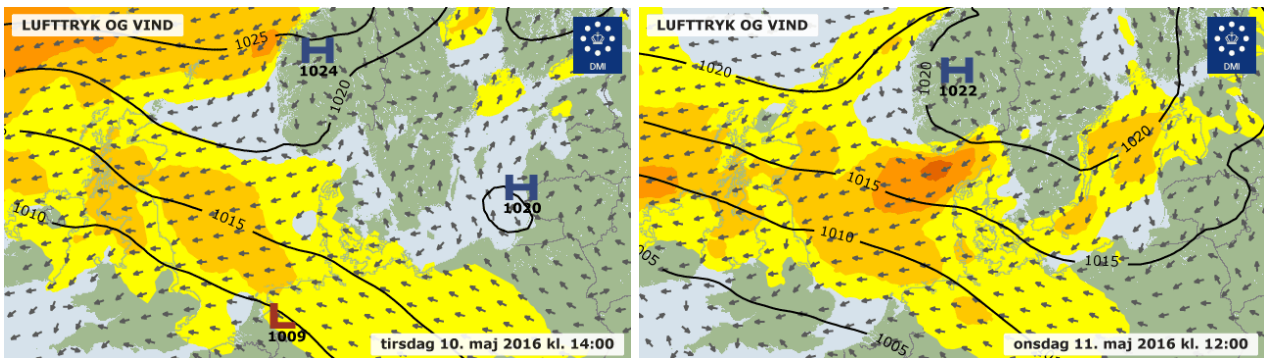 LUFTTRYK OG VIND
1025
H
1024
DMI
1020
1010
1015
H
1020
L
1009
tirsdag 10. maj 2016 kl. 14:00
LUFTTRYK OG VIND
1020
1020
H
1022
DMI
1020
1015
1010
1015
1005
1005
onsdag 11. maj 2016 kl. 12:00